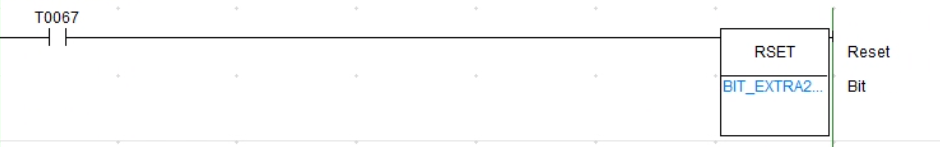 T0067
RSET
Reset
BIT_EXTRA2...
Bit